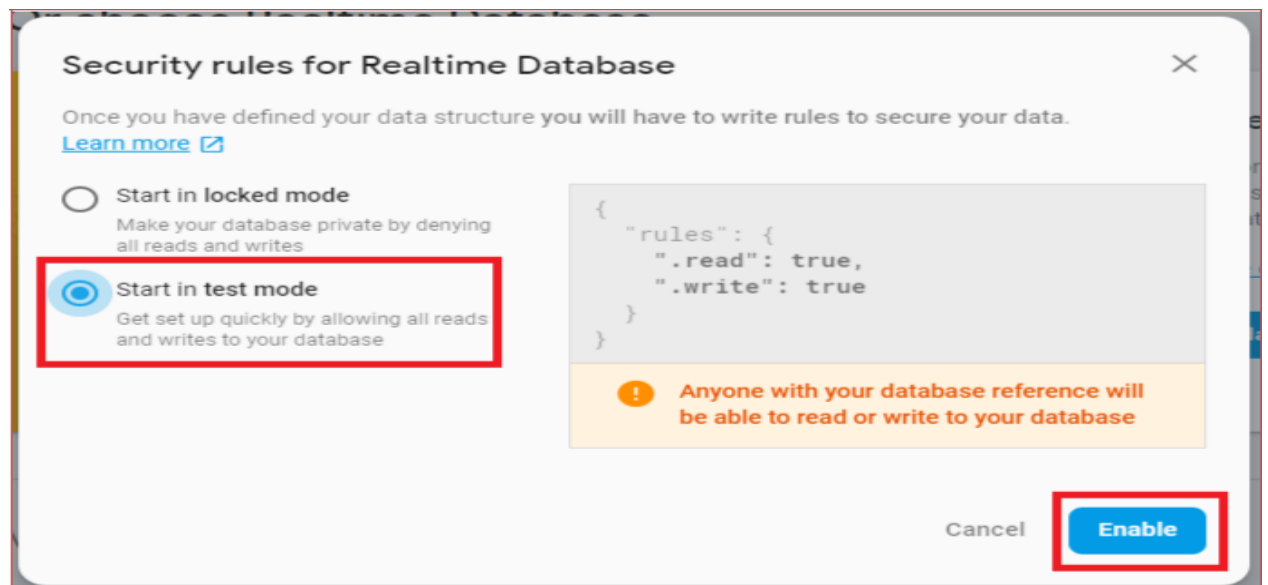 Security rules for Realtime Database
Once you have defined your data structure you will have to write rules to secure your data.
Learn more
Start in locked mode
Make your database private by denying
all reads and writes
Start in test mode
Get set up quickly by allowing all reads
and writes to your database
{
"rules": {
".read": true,
".write": true
}
}
Anyone with your database reference will
be able to read or write to your database
Cancel
Enable